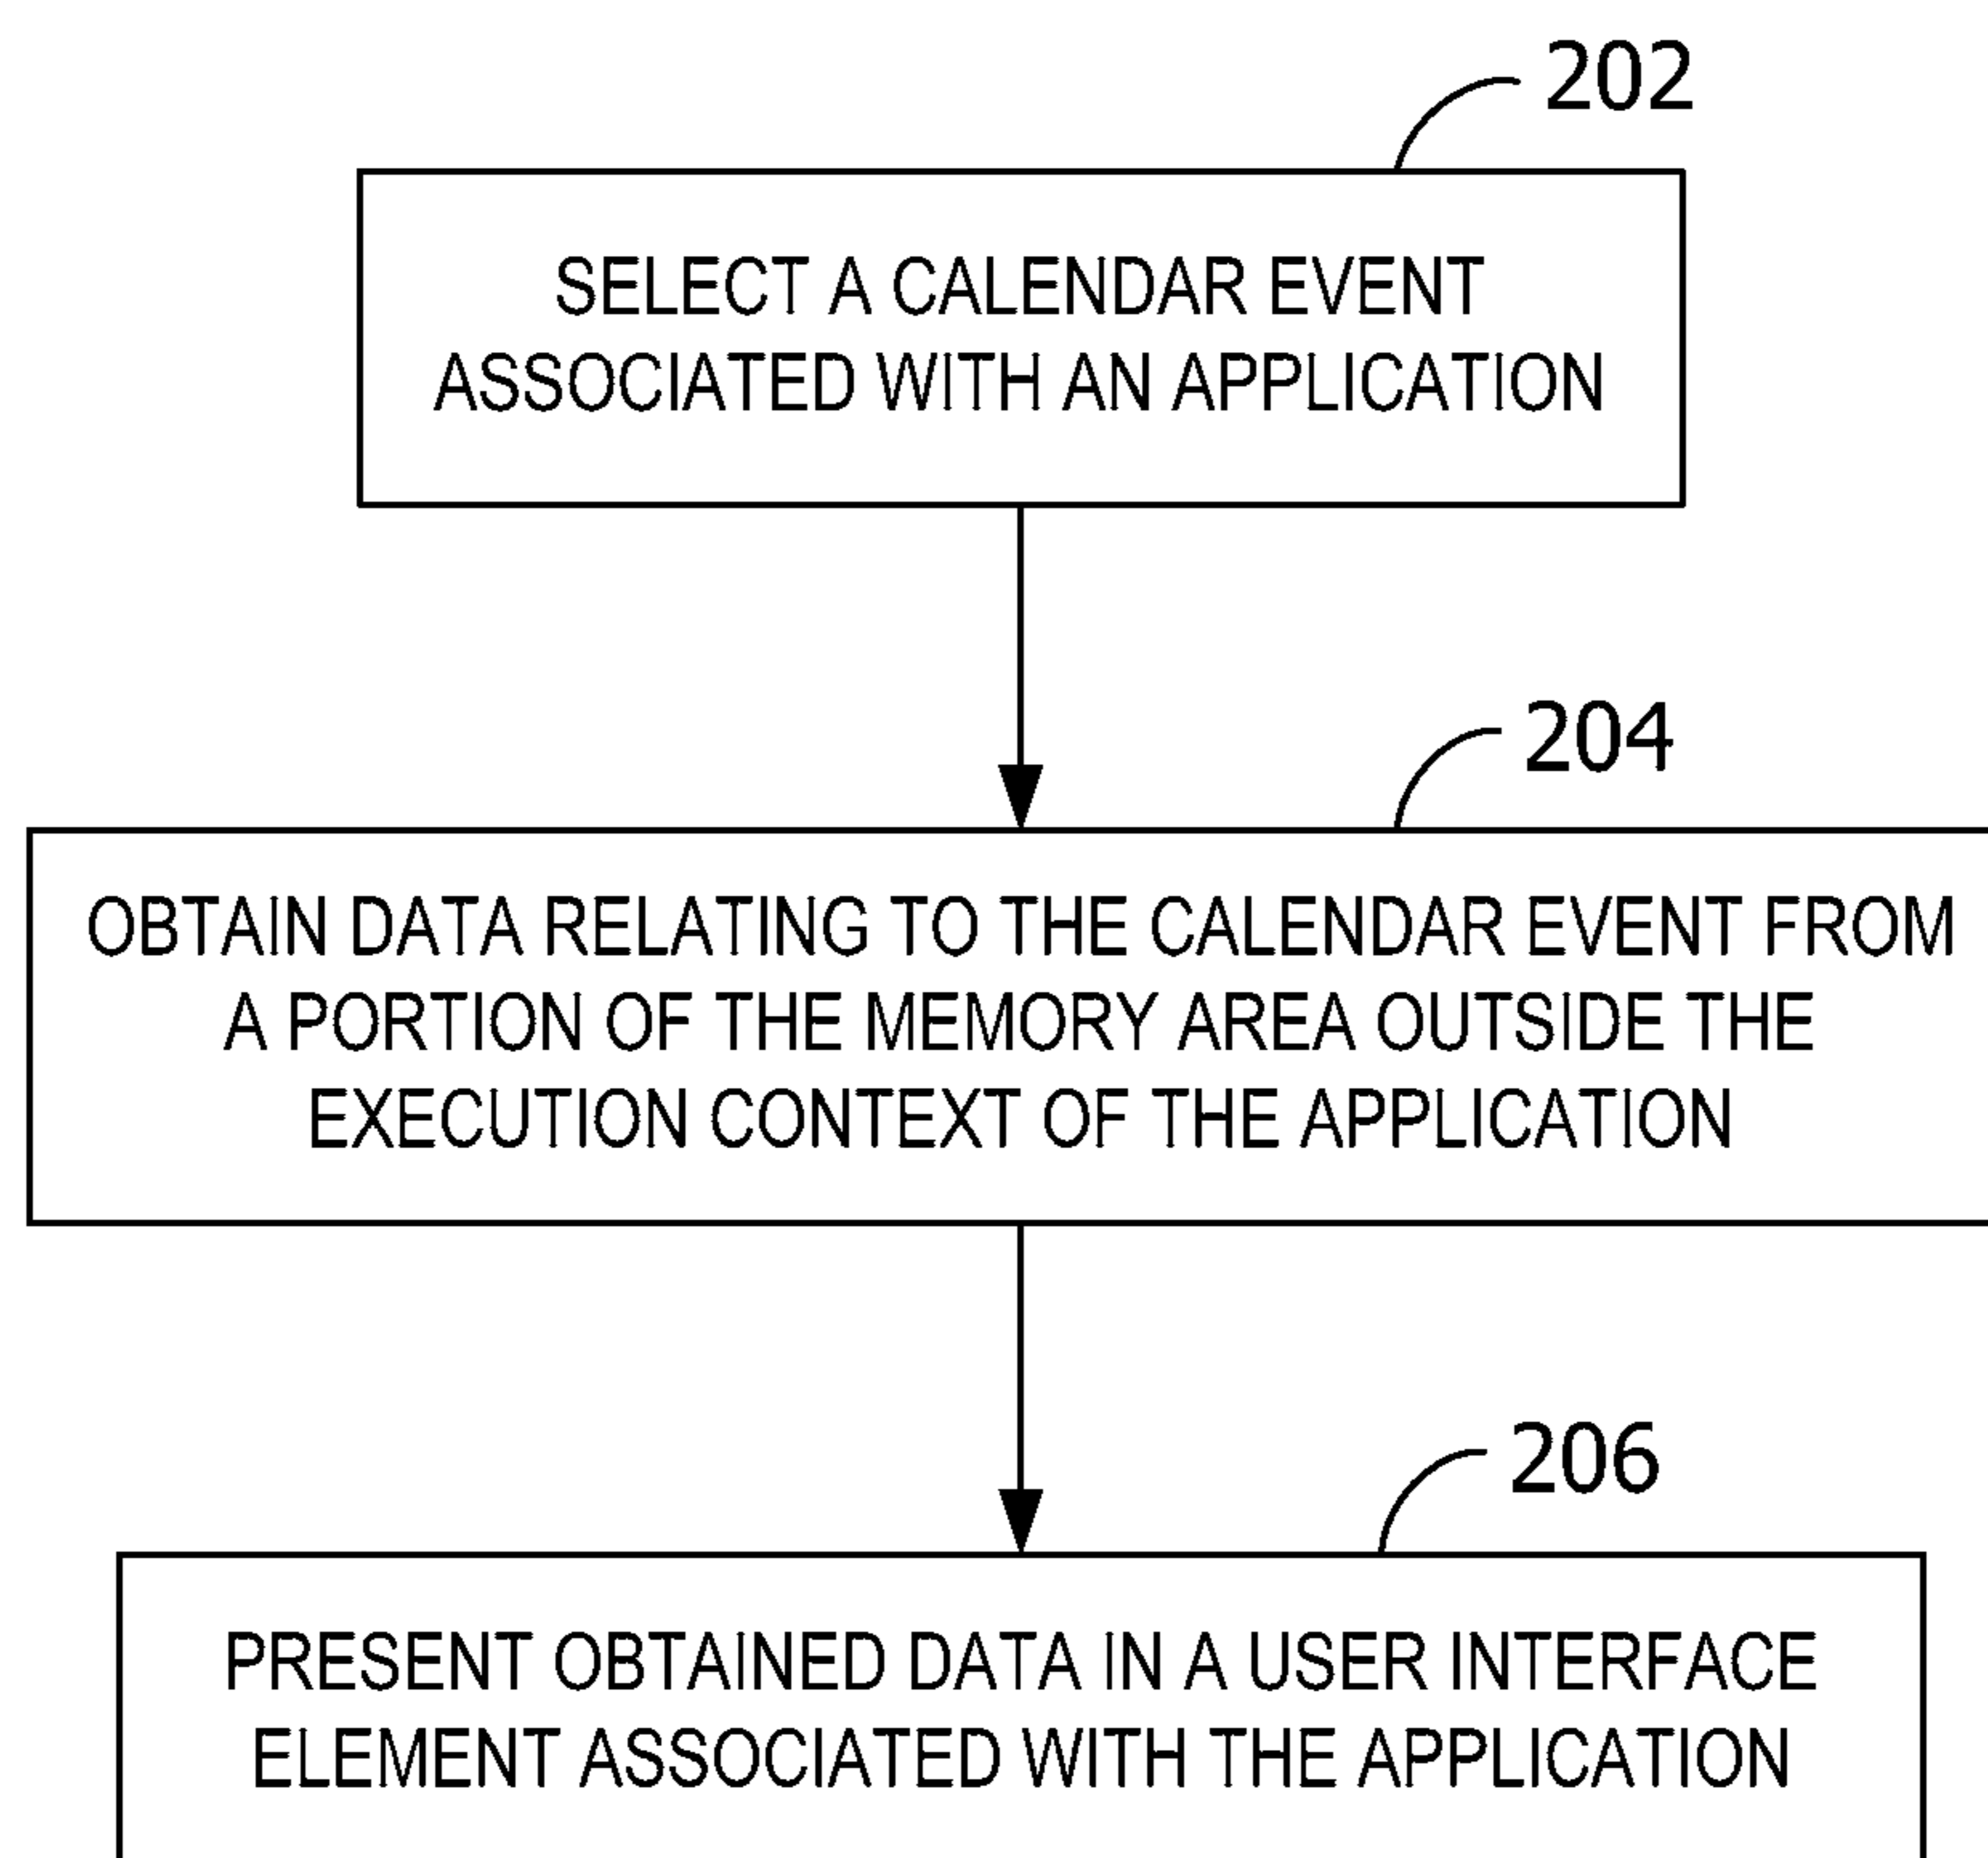 202
SELECT A CALENDAR EVENT
ASSOCIATED WITH AN APPLICATION
204
OBTAIN DATA RELATING TO THE CALENDAR EVENT FROM
A PORTION OF THE MEMORY AREA OUTSIDE THE
EXECUTION CONTEXT OF THE APPLICATION
206
PRESENT OBTAINED DATA IN A USER INTERFACE
ELEMENT ASSOCIATED WITH THE APPLICATION